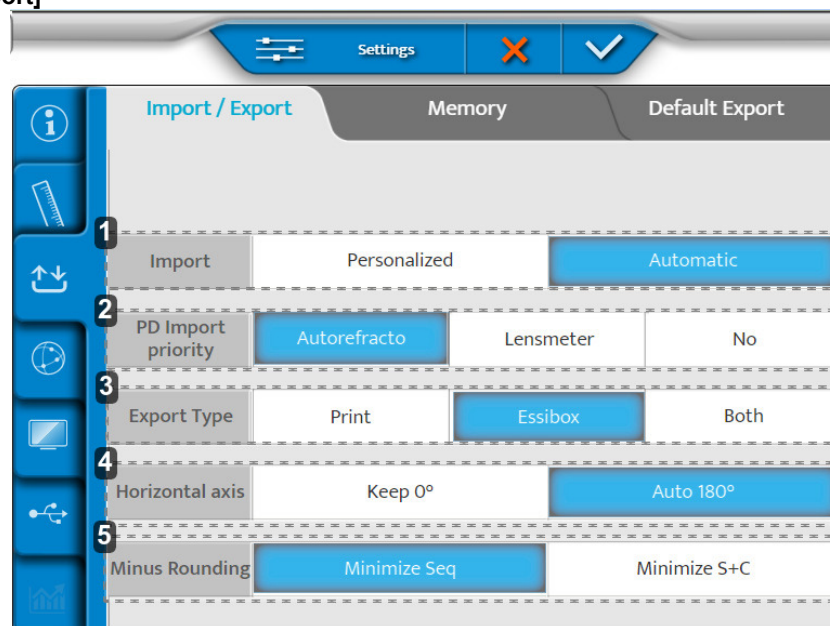 ort]
Settings
Import / Export
Memory
Default Export
1
Import
Personalized
Automatic
2
PD Import
priority
Autorefracto
Lensmeter
No
3
Export Type
Print
Essibox
Both
4
Horizontal axis
Keep 0°
Auto 180°
5
Minus Rounding
Minimize Seq
Minimize S+C